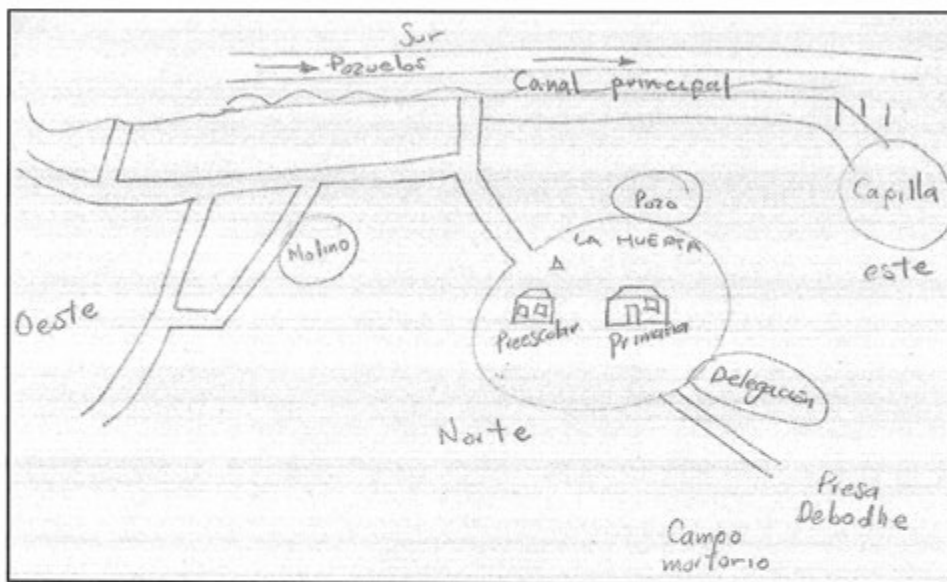 Sur
Pozuelos
Canal principal
Pozo
Capilla
LA HUERTA
Molino
este
Oeste
Preescolar
Primaria
Delegación
Norte
Presa
Debodhe
Campo
mortorio